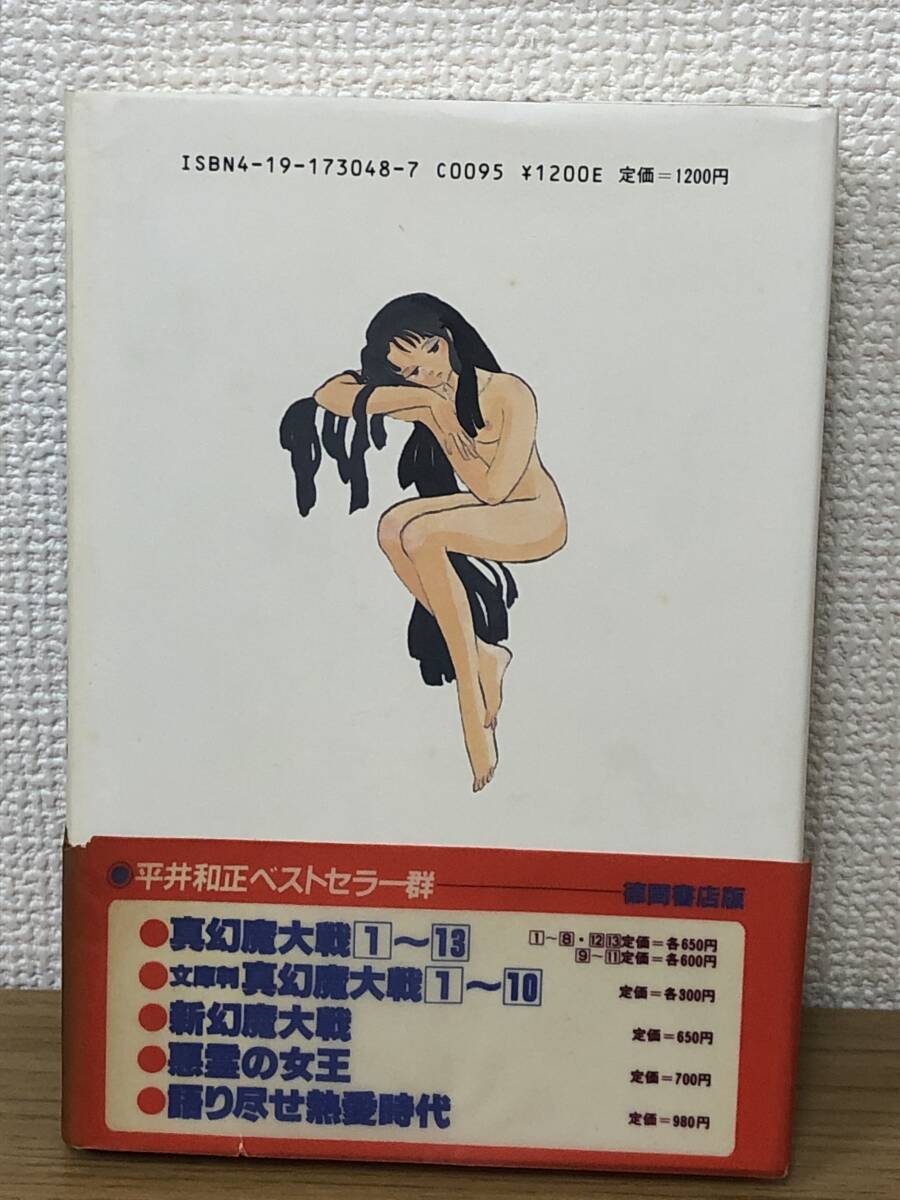 ISBN4-19-173048-7 C0095 ¥1200E 定価=1200円
●平井和正ベストセラー群 徳間書店版
●真幻魔大戦1〜13 1〜8・12 13定価=各650円
9〜11定価=各600円
●文庫判 真幻魔大戦1〜10 定価=各300円
●新幻魔大戦 定価=650円
●悪霊の女王 定価=700円
●語り尽せ熱愛時代 定価=980円